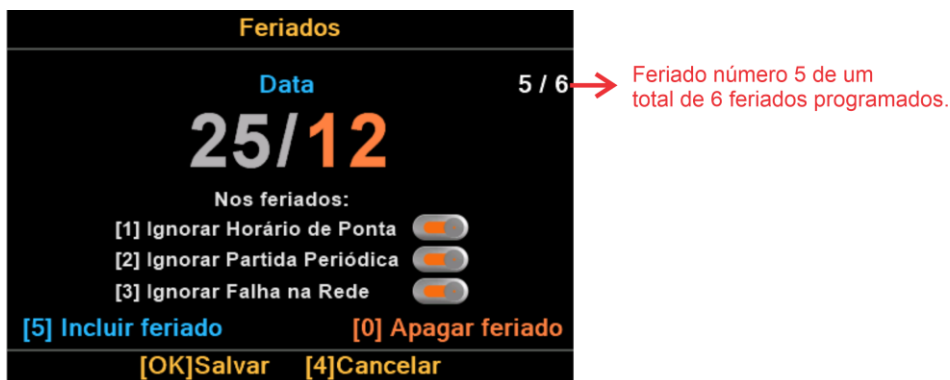 Feriados
Data
5 / 6
Feriado número 5 de um
total de 6 feriados programados.
25/12
Nos feriados:
[1] Ignorar Horário de Ponta
[2] Ignorar Partida Periódica
[3] Ignorar Falha na Rede
[5] Incluir feriado
[0] Apagar feriado
[OK]Salvar [4]Cancelar